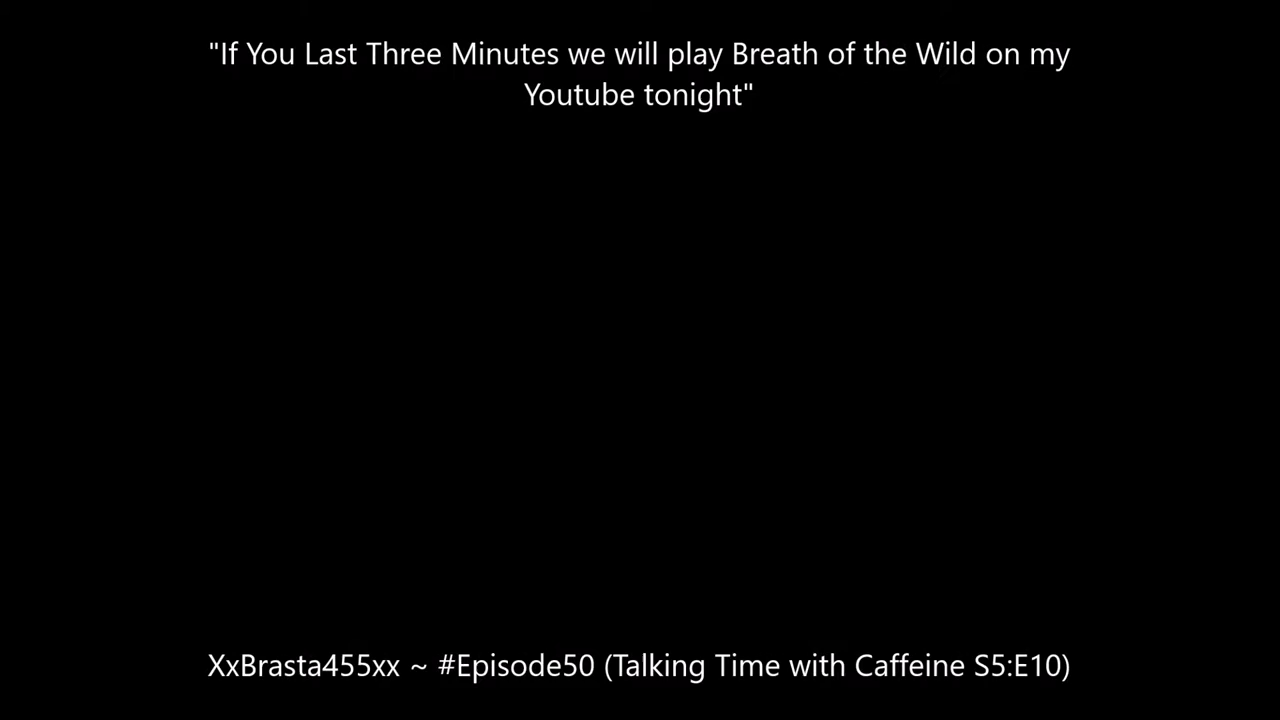 "If You Last Three Minutes we will play Breath of the Wild on my
Youtube tonight"
XxBrasta455xx ~ #Episode50 (Talking Time with Caffeine S5:E10)